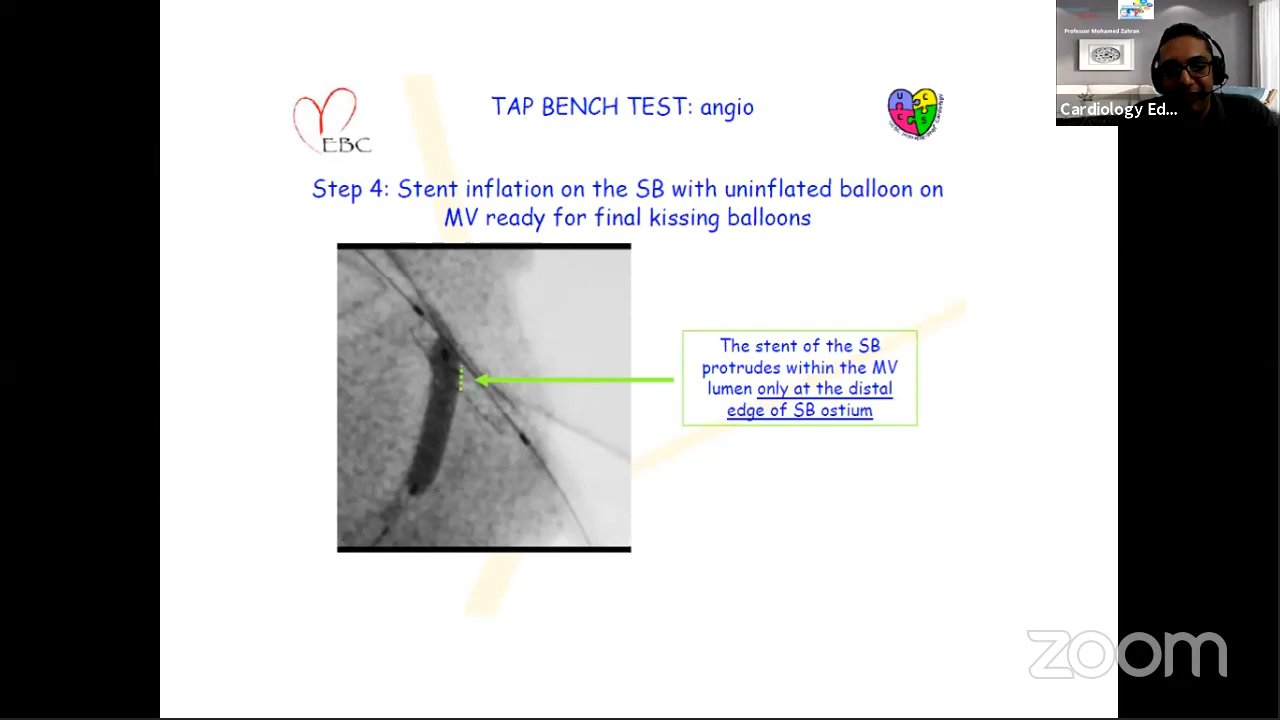 Professor Mohamed Zahran
Cardiology Ed...
TAP BENCH TEST: angio
EBC
Step 4: Stent inflation on the SB with uninflated balloon on
MV ready for final kissing balloons
The stent of the SB
protrudes within the MV
lumen only at the distal
edge of SB ostium
zoom